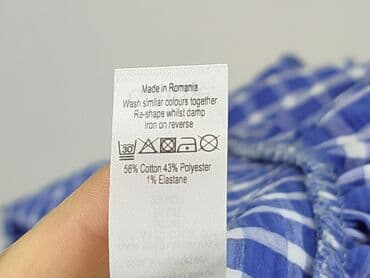 Made in Romania
Wash similar colours together
Re-shape whilst damp
Iron on reverse
30
56% Cotton 43% Polyester
1% Elastane